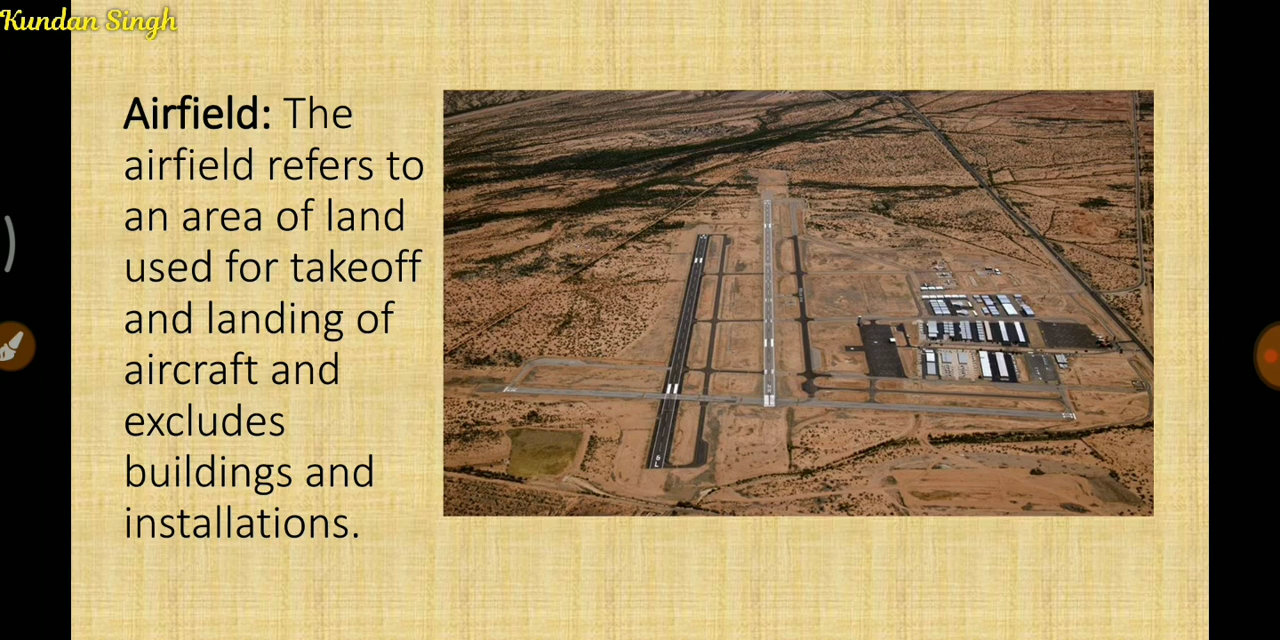 Kundan Singh
Airfield: The
airfield refers to
an area of land
used for takeoff
and landing of
aircraft and
excludes
buildings and
installations.